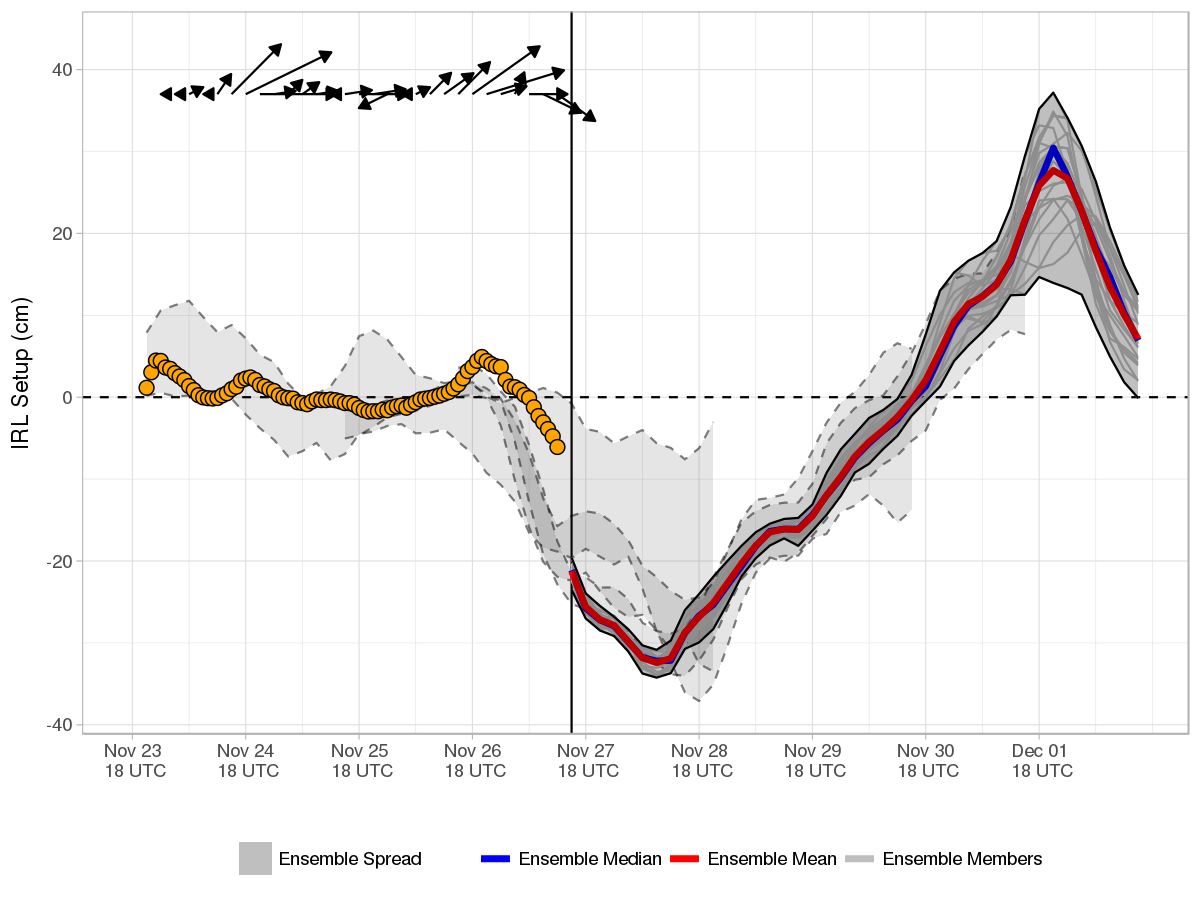 40
20
0
-20
-40
IRL Setup (cm)
Nov 23 Nov 24 Nov 25 Nov 26 Nov 27 Nov 28 Nov 29 Nov 30 Dec 01
18 UTC 18 UTC 18 UTC 18 UTC 18 UTC 18 UTC 18 UTC 18 UTC 18 UTC
Ensemble Spread Ensemble Median Ensemble Mean Ensemble Members